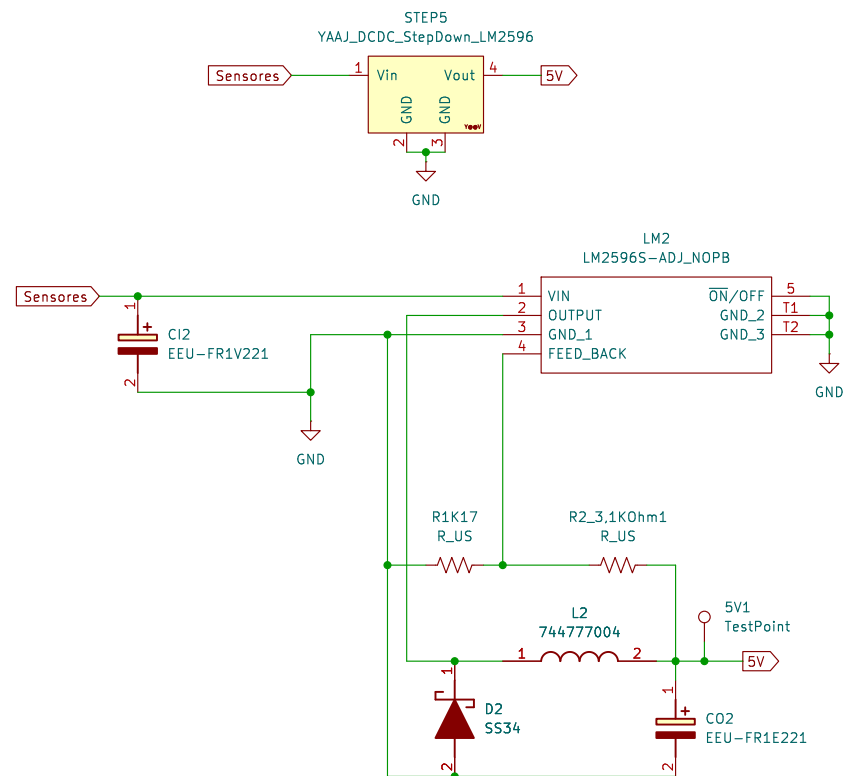 STEP5
YAAJ_DCDC_StepDown_LM2596
Sensores
1
Vin
Vout
4
5V
GND
GND
2
3
GND
LM2
LM2596S-ADJ_NOPB
Sensores
1
VIN
ON/OFF
5
2
OUTPUT
GND_2
T1
3
GND_1
GND_3
T2
4
FEED_BACK
1
+
CI2
EEU-FR1V221
2
GND
GND
R1K17
R_US
R2_3,1KOhm1
R_US
5V1
TestPoint
L2
744777004
1
2
5V
1
D2
SS34
2
1
+
CO2
EEU-FR1E221
2